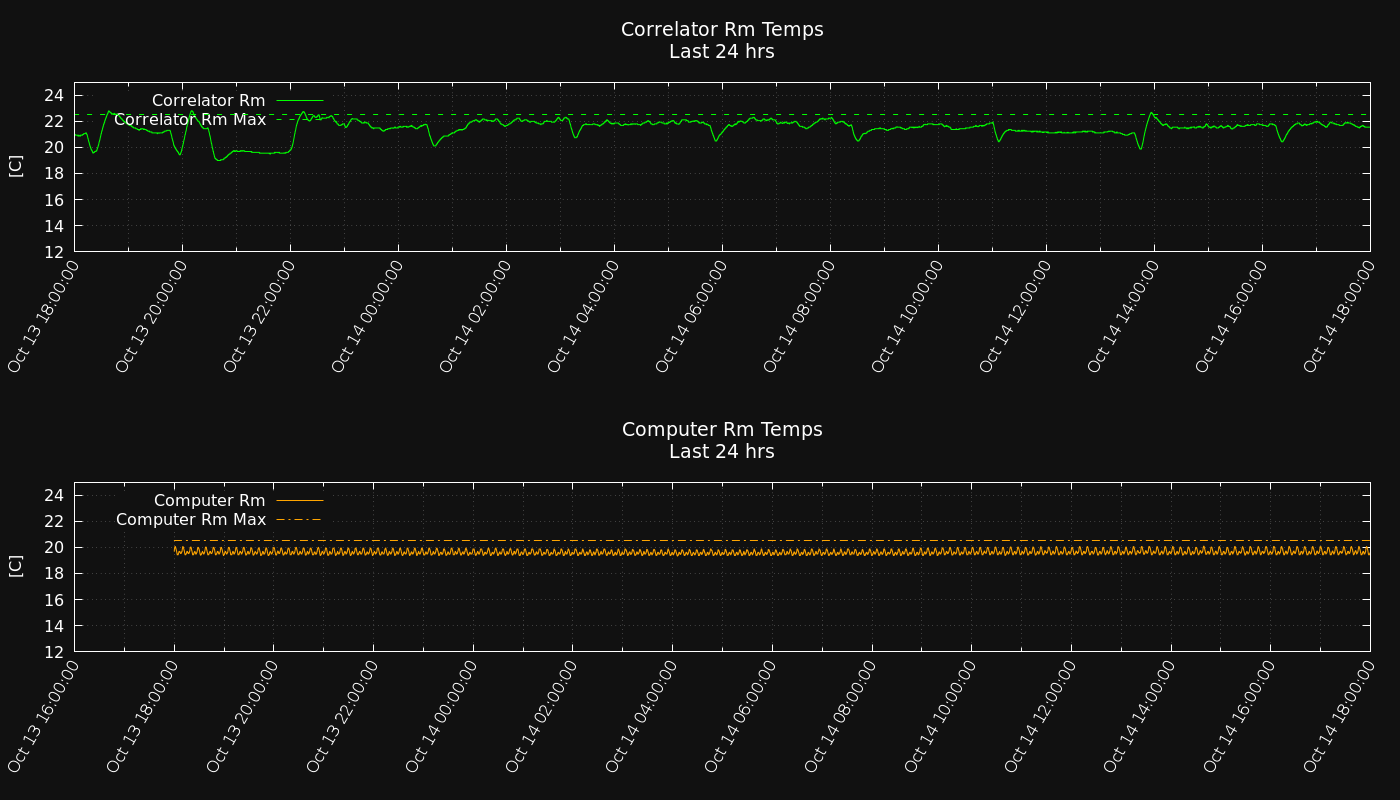 Correlator Rm Temps
Last 24 hrs
Correlator Rm
Correlator Rm Max
[C]
24
22
20
18
16
14
12
Oct 13 18:00:00
Oct 13 20:00:00
Oct 13 22:00:00
Oct 14 00:00:00
Oct 14 02:00:00
Oct 14 04:00:00
Oct 14 06:00:00
Oct 14 08:00:00
Oct 14 10:00:00
Oct 14 12:00:00
Oct 14 14:00:00
Oct 14 16:00:00
Oct 14 18:00:00
Computer Rm Temps
Last 24 hrs
Computer Rm
Computer Rm Max
[C]
24
22
20
18
16
14
12
Oct 13 16:00:00
Oct 13 18:00:00
Oct 13 20:00:00
Oct 13 22:00:00
Oct 14 00:00:00
Oct 14 02:00:00
Oct 14 04:00:00
Oct 14 06:00:00
Oct 14 08:00:00
Oct 14 10:00:00
Oct 14 12:00:00
Oct 14 14:00:00
Oct 14 16:00:00
Oct 14 18:00:00